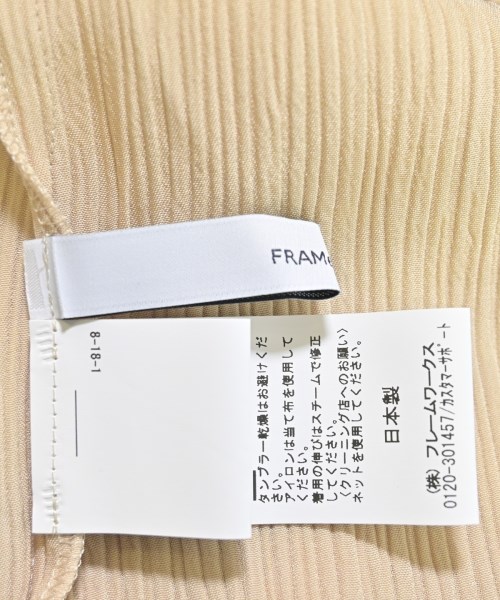 FRAM
8-18-1
タンブラー乾燥はお避けくだ
さい。
アイロンは当て布を使用して
ください。
着用の伸びはスチームで修正
してください。
〈クリーニング店へのお願い〉
ネットを使用してください。
日本製
(株) フレームワークス
0120-301457/カスタマーサポート